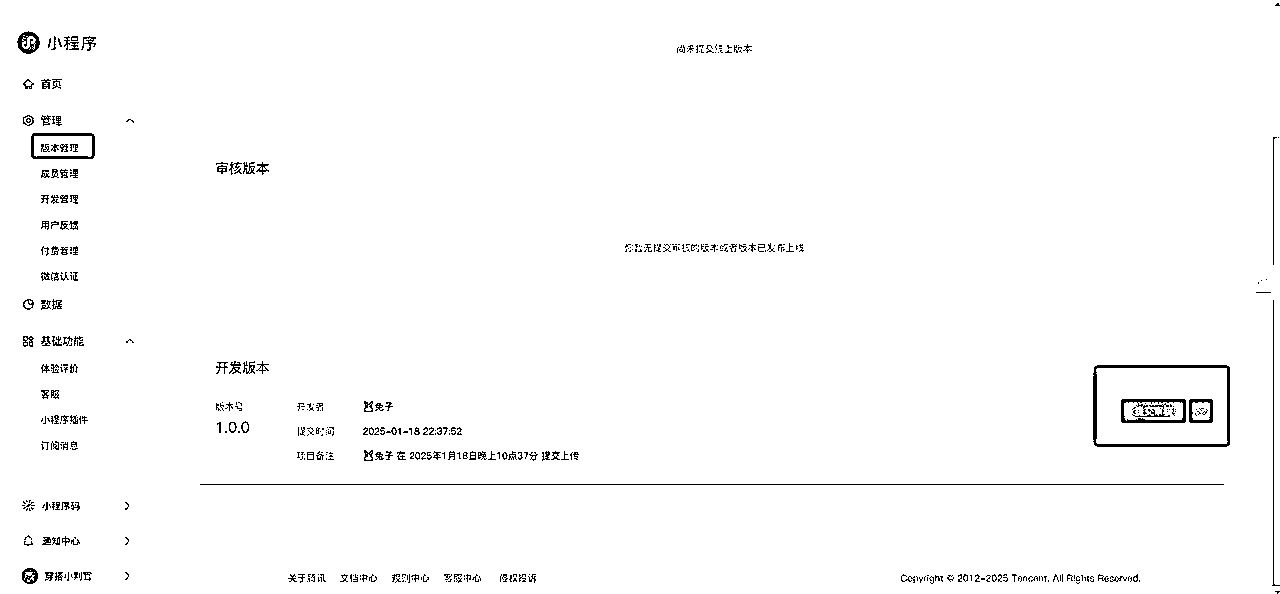 小程序
首页
管理
版本管理
成员管理
开发管理
用户反馈
付费管理
微信认证
数据
基础功能
体验评价
客服
小程序插件
订阅消息
小程序码
通知中心
穿搭小判官
尚未提交线上版本
审核版本
你暂无提交审核的版本或者版本已发布上线
开发版本
版本号
1.0.0
开发者 兔子
提交时间 2025-01-18 22:37:52
项目备注 兔子 在 2025年1月18日晚上10点37分 提交上传
关于腾讯 文档中心 规则中心 客服中心 侵权投诉
Copyright © 2012-2025 Tencent. All Rights Reserved.